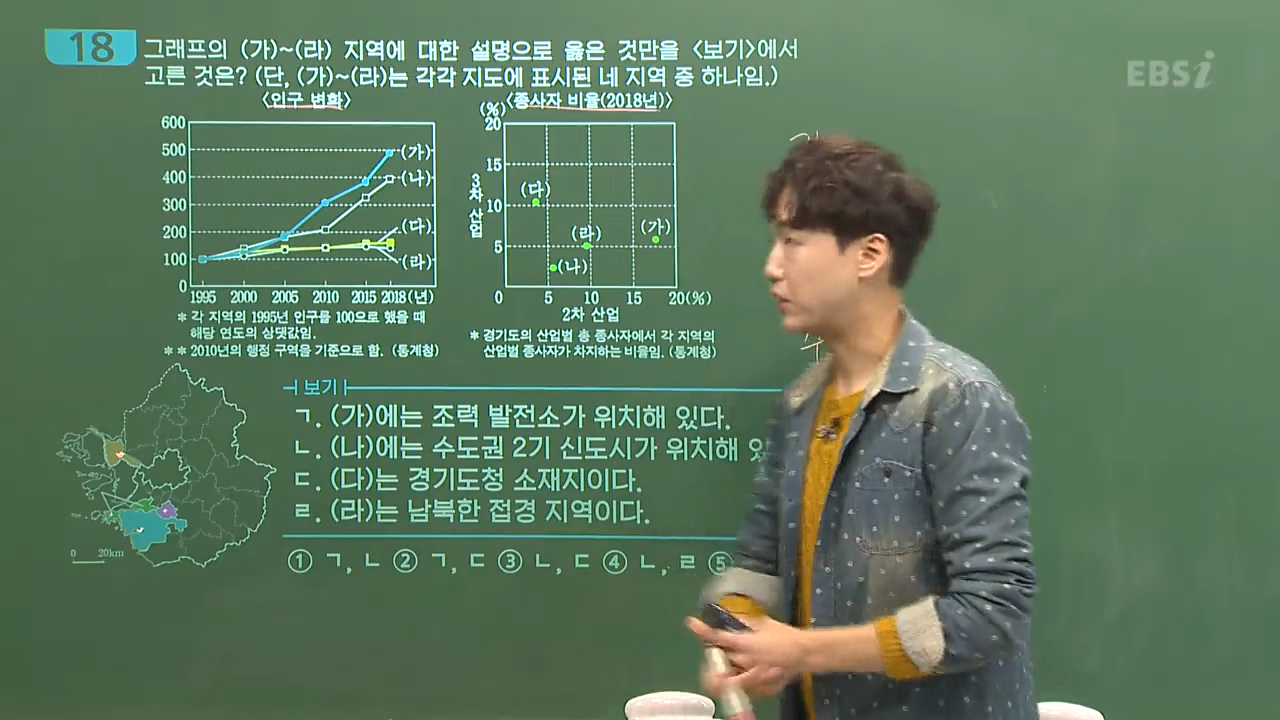 18
그래프의 (가)~(라) 지역에 대한 설명으로 옳은 것만을 <보기>에서
고른 것은? (단, (가)~(라)는 각각 지도에 표시된 네 지역 중 하나임.)
EBSi
<인구 변화>
600
500
400
300
200
100
0
(가)
(나)
(다)
(라)
1995 2000 2005 2010 2015 2018(년)
* 각 지역의 1995년 인구를 100으로 했을 때
해당 연도의 상댓값임.
** 2010년의 행정 구역을 기준으로 함. (통계청)
<종사자 비율(2018년)>
(%)
20
15
10
5
0 5 10 15 20(%)
3차 산업
(다)
(라)
(가)
(나)
2차 산업
* 경기도의 산업별 총 종사자에서 각 지역의
산업별 종사자가 차지하는 비율임. (통계청)
0 20km
보기
ㄱ. (가)에는 조력 발전소가 위치해 있다.
ㄴ. (나)에는 수도권 2기 신도시가 위치해
ㄷ. (다)는 경기도청 소재지이다.
ㄹ. (라)는 남북한 접경 지역이다.
① ㄱ, ㄴ ② ㄱ, ㄷ ③ ㄴ, ㄷ ④ ㄴ, ㄹ ⑤